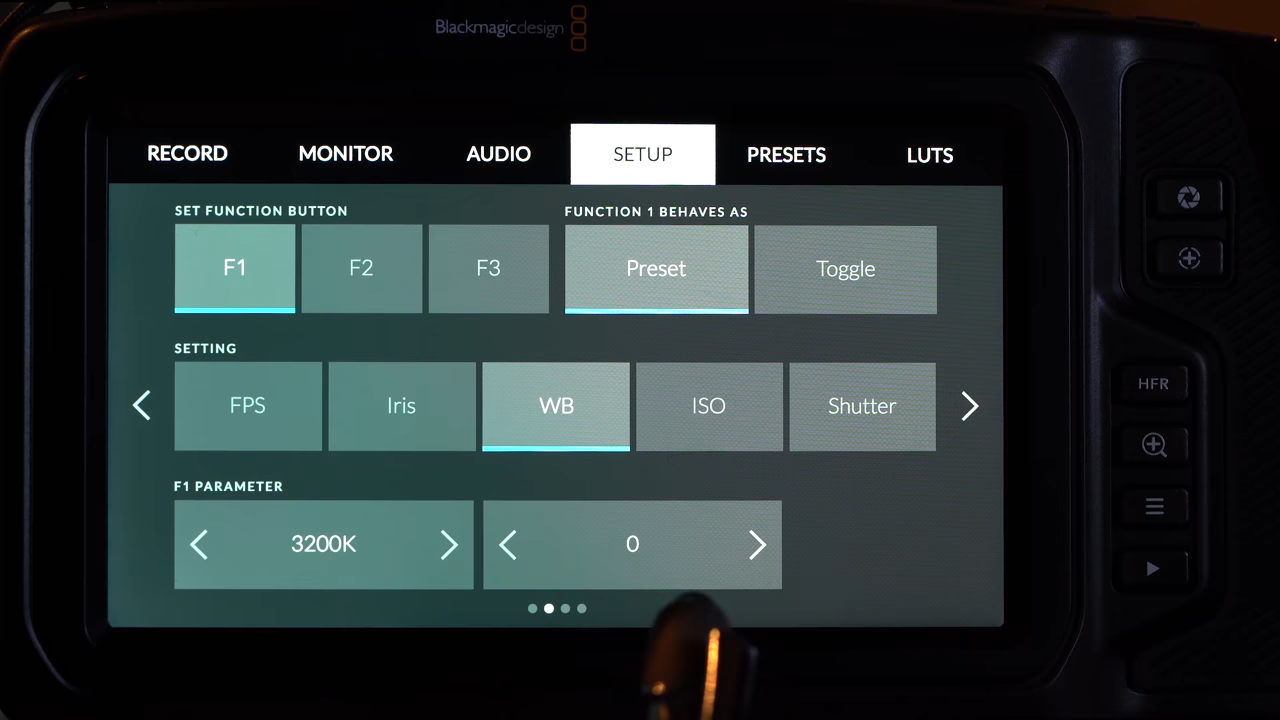 Blackmagicdesign
RECORD MONITOR AUDIO SETUP PRESETS LUTS
SET FUNCTION BUTTON FUNCTION 1 BEHAVES AS
F1 F2 F3 Preset Toggle
SETTING
FPS Iris WB ISO Shutter
HFR
F1 PARAMETER
3200K 0